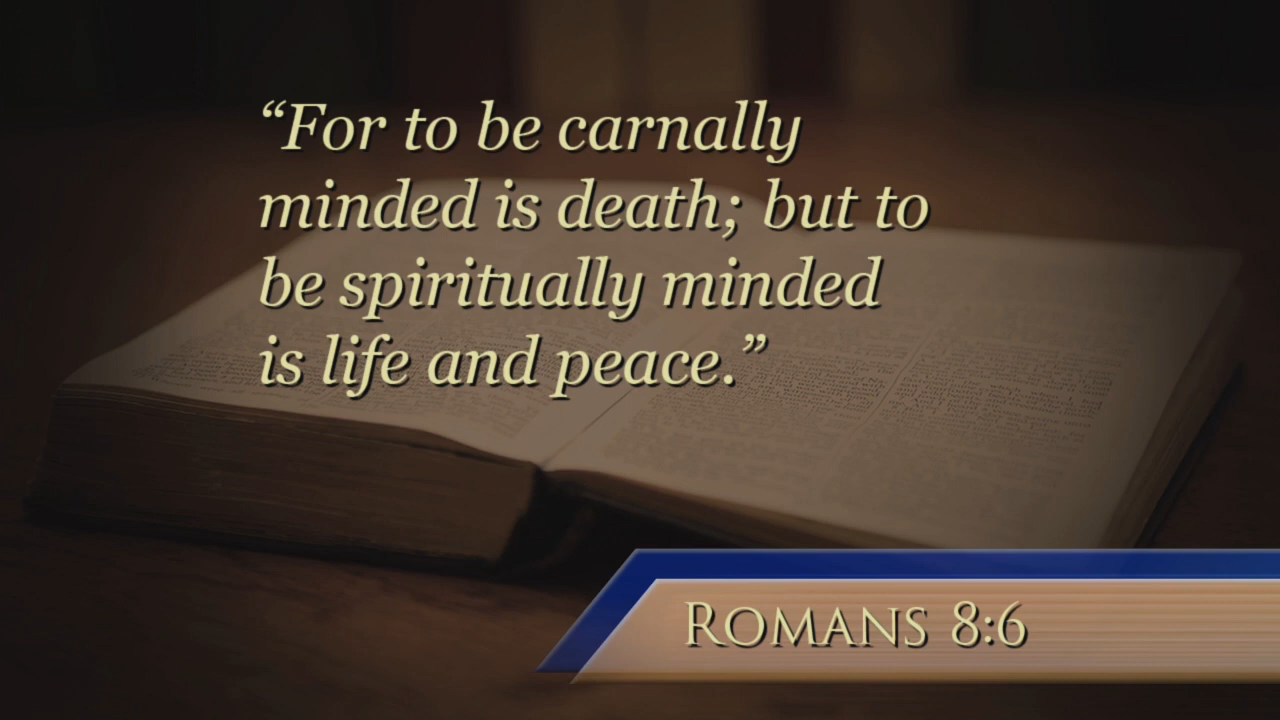 “For to be carnally
minded is death; but to
be spiritually minded
is life and peace.”
Romans 8:6